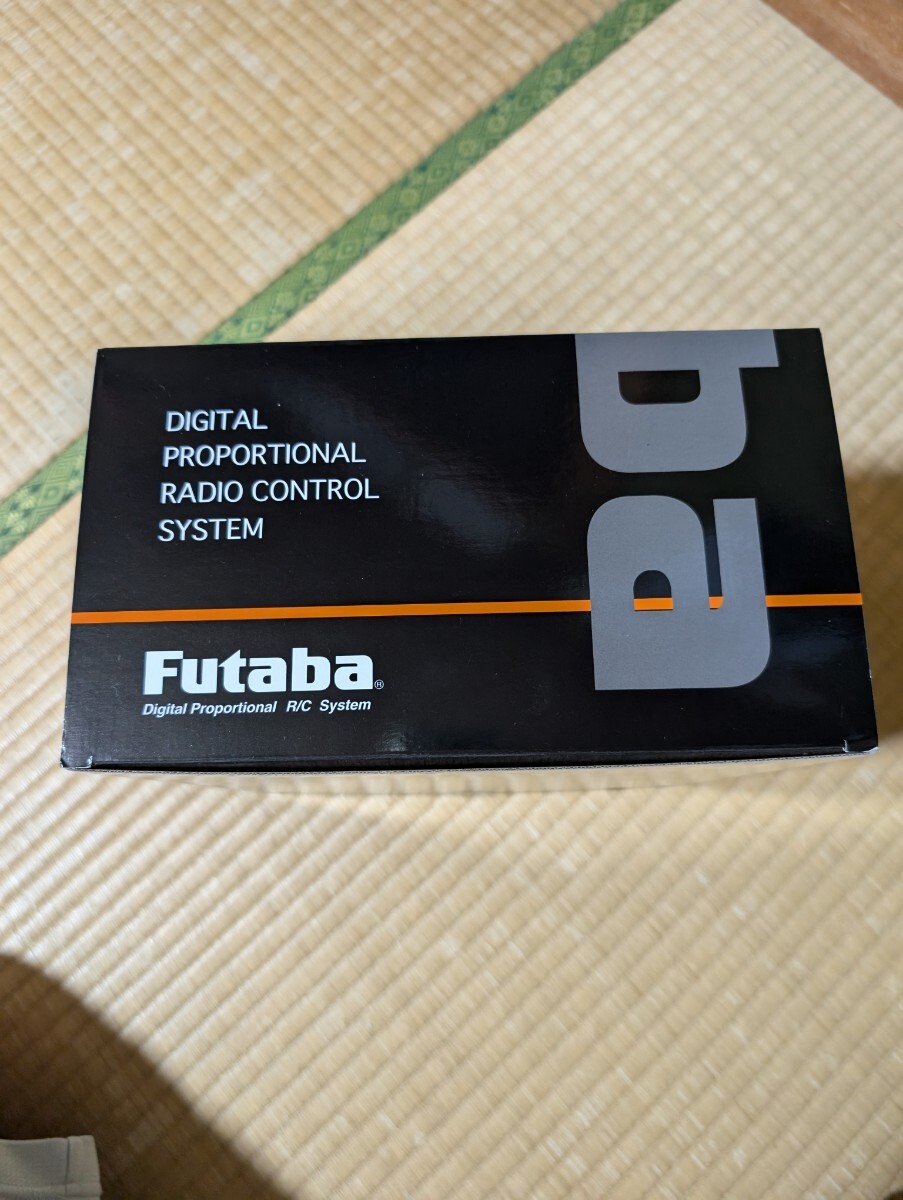 DIGITAL
PROPORTIONAL
RADIO CONTROL
SYSTEM
Futaba®
Digital Proportional R/C System